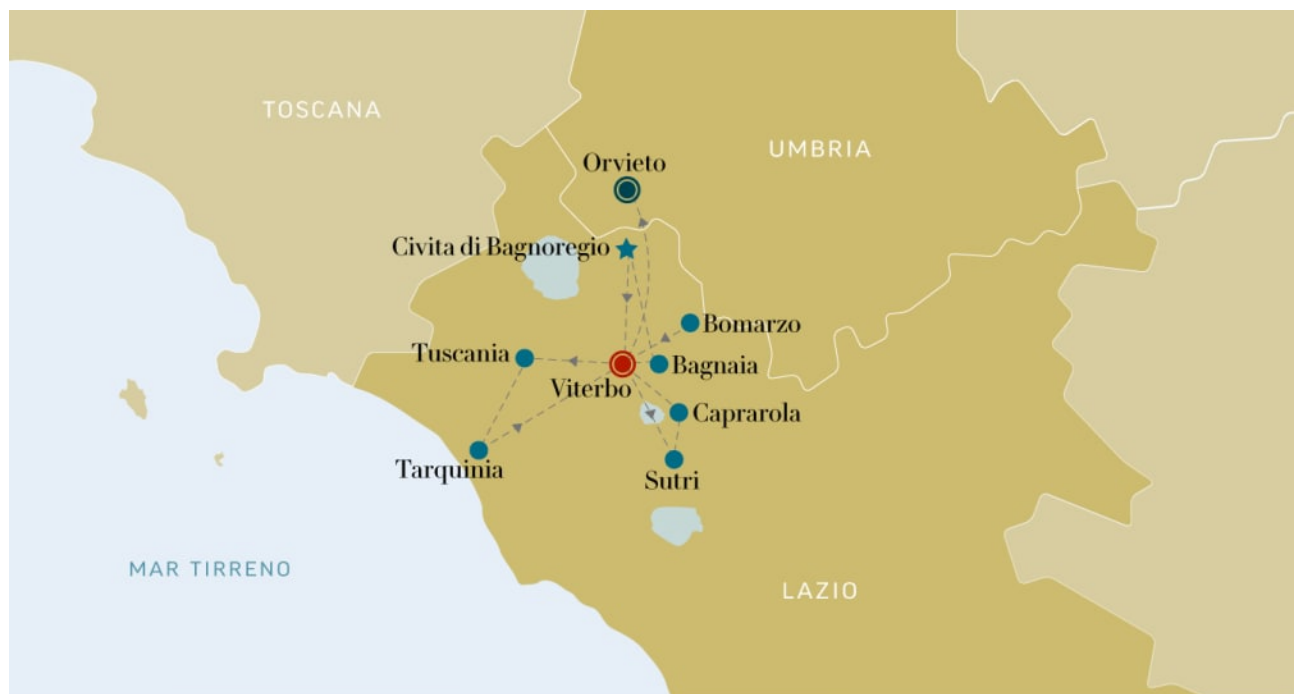 TOSCANA
UMBRIA
Orvieto
Civita di Bagnoregio
Bomarzo
Tuscania
Bagnaia
Viterbo
Caprarola
Tarquinia
Sutri
MAR TIRRENO
LAZIO